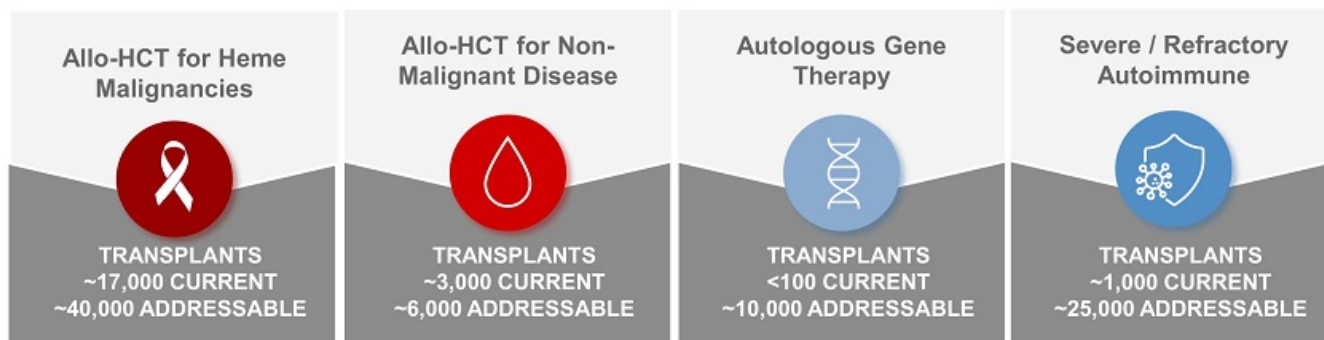 Allo-HCT for Heme
Malignancies
TRANSPLANTS
~17,000 CURRENT
~40,000 ADDRESSABLE
Allo-HCT for Non-
Malignant Disease
TRANSPLANTS
~3,000 CURRENT
~6,000 ADDRESSABLE
Autologous Gene
Therapy
TRANSPLANTS
<100 CURRENT
~10,000 ADDRESSABLE
Severe / Refractory
Autoimmune
TRANSPLANTS
~1,000 CURRENT
~25,000 ADDRESSABLE